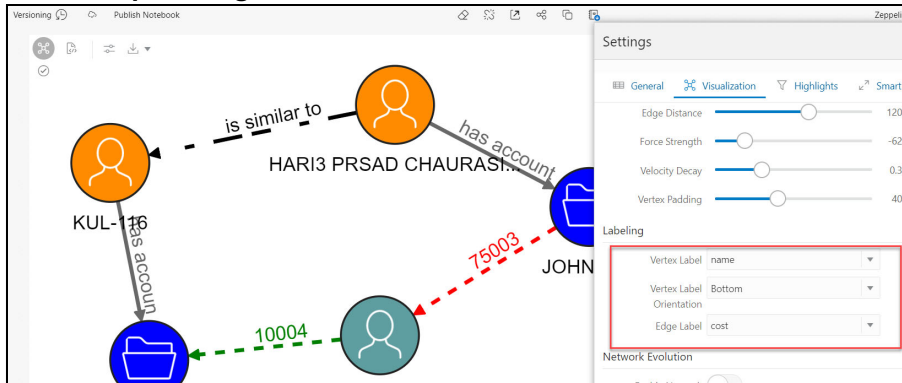 Versioning Publish Notebook Zeppeli
Settings
General Visualization Highlights Smart
Edge Distance 120
Force Strength -62
Velocity Decay 0.3
Vertex Padding 40
Labeling
Vertex Label name
Vertex Label Bottom
Orientation
Edge Label cost
Network Evolution
is similar to
has account
HARI3 PRSAD CHAURASI...
KUL-116
has accoun
75003
JOHN
10004